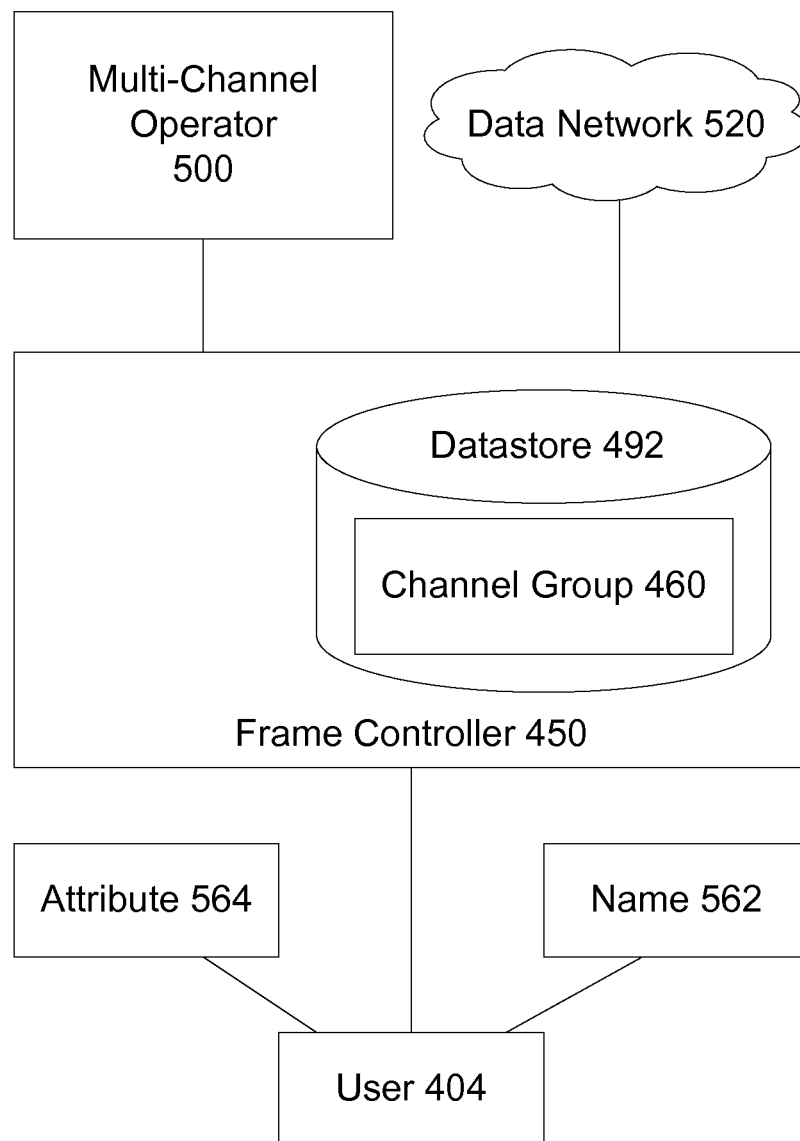 Multi-Channel
Operator
500
Data Network 520
Datastore 492
Channel Group 460
Frame Controller 450
Attribute 564
Name 562
User 404